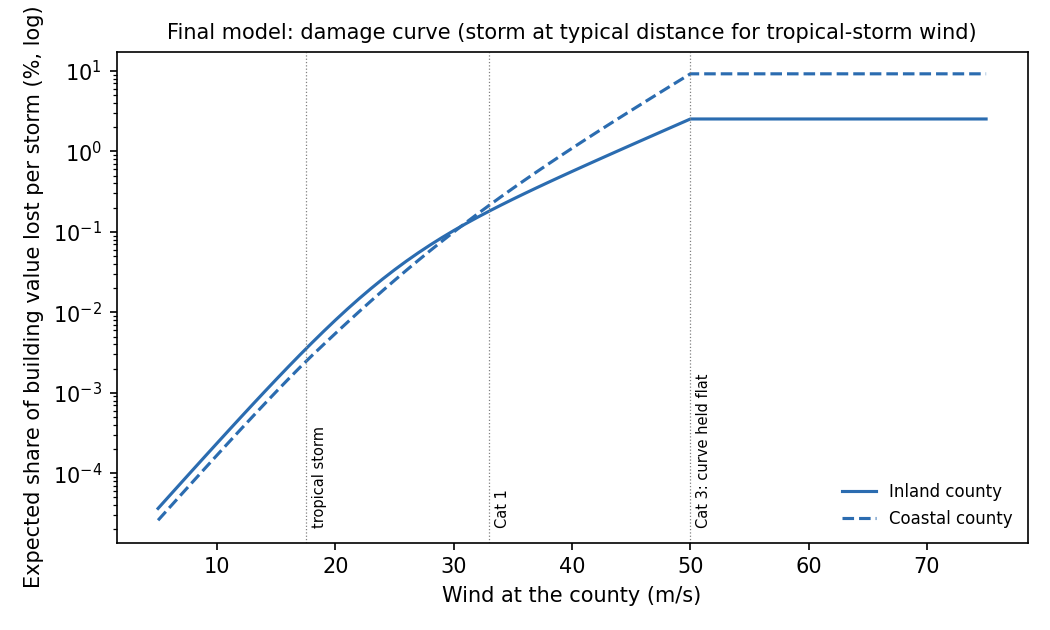 Final model: damage curve (storm at typical distance for tropical-storm wind)
Expected share of building value lost per storm (%, log)
10¹
10⁰
10⁻¹
10⁻²
10⁻³
10⁻⁴
tropical storm
Cat 1
Cat 3: curve held flat
Inland county
Coastal county
10 20 30 40 50 60 70
Wind at the county (m/s)